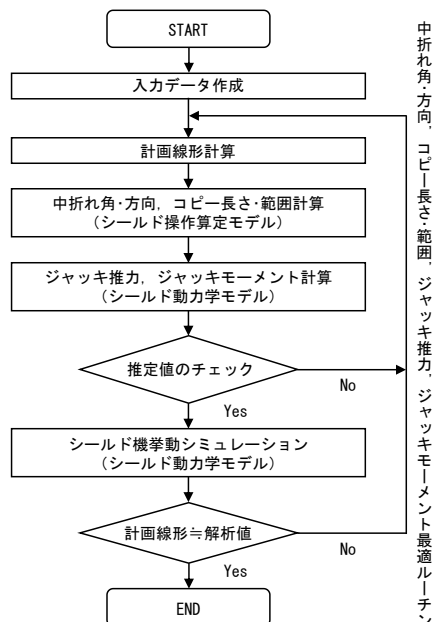 START
入力データ作成
計画線形計算
中折れ角･方向，コピー長さ･範囲計算
（シールド操作算定モデル）
ジャッキ推力，ジャッキモーメント計算
（シールド動力学モデル）
推定値のチェック
No
Yes
シールド機挙動シミュレーション
（シールド動力学モデル）
計画線形≒解析値
No
Yes
END
中折れ角･方向，コピー長さ･範囲，ジャッキ推力，ジャッキモーメント最適ルーチン